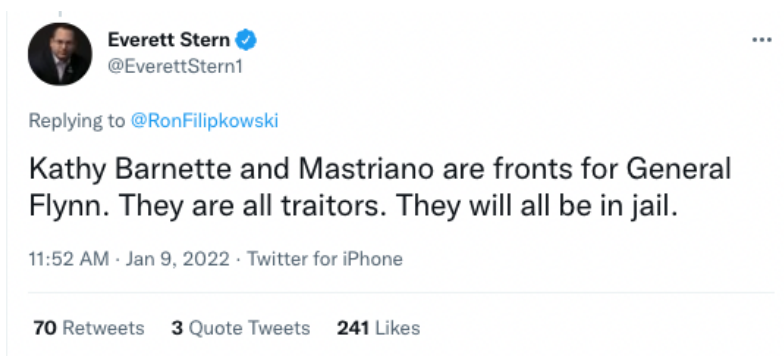 Everett Stern
@EverettStern1
Replying to @RonFilipkowski
Kathy Barnette and Mastriano are fronts for General
Flynn. They are all traitors. They will all be in jail.
11:52 AM · Jan 9, 2022 · Twitter for iPhone
70 Retweets 3 Quote Tweets 241 Likes